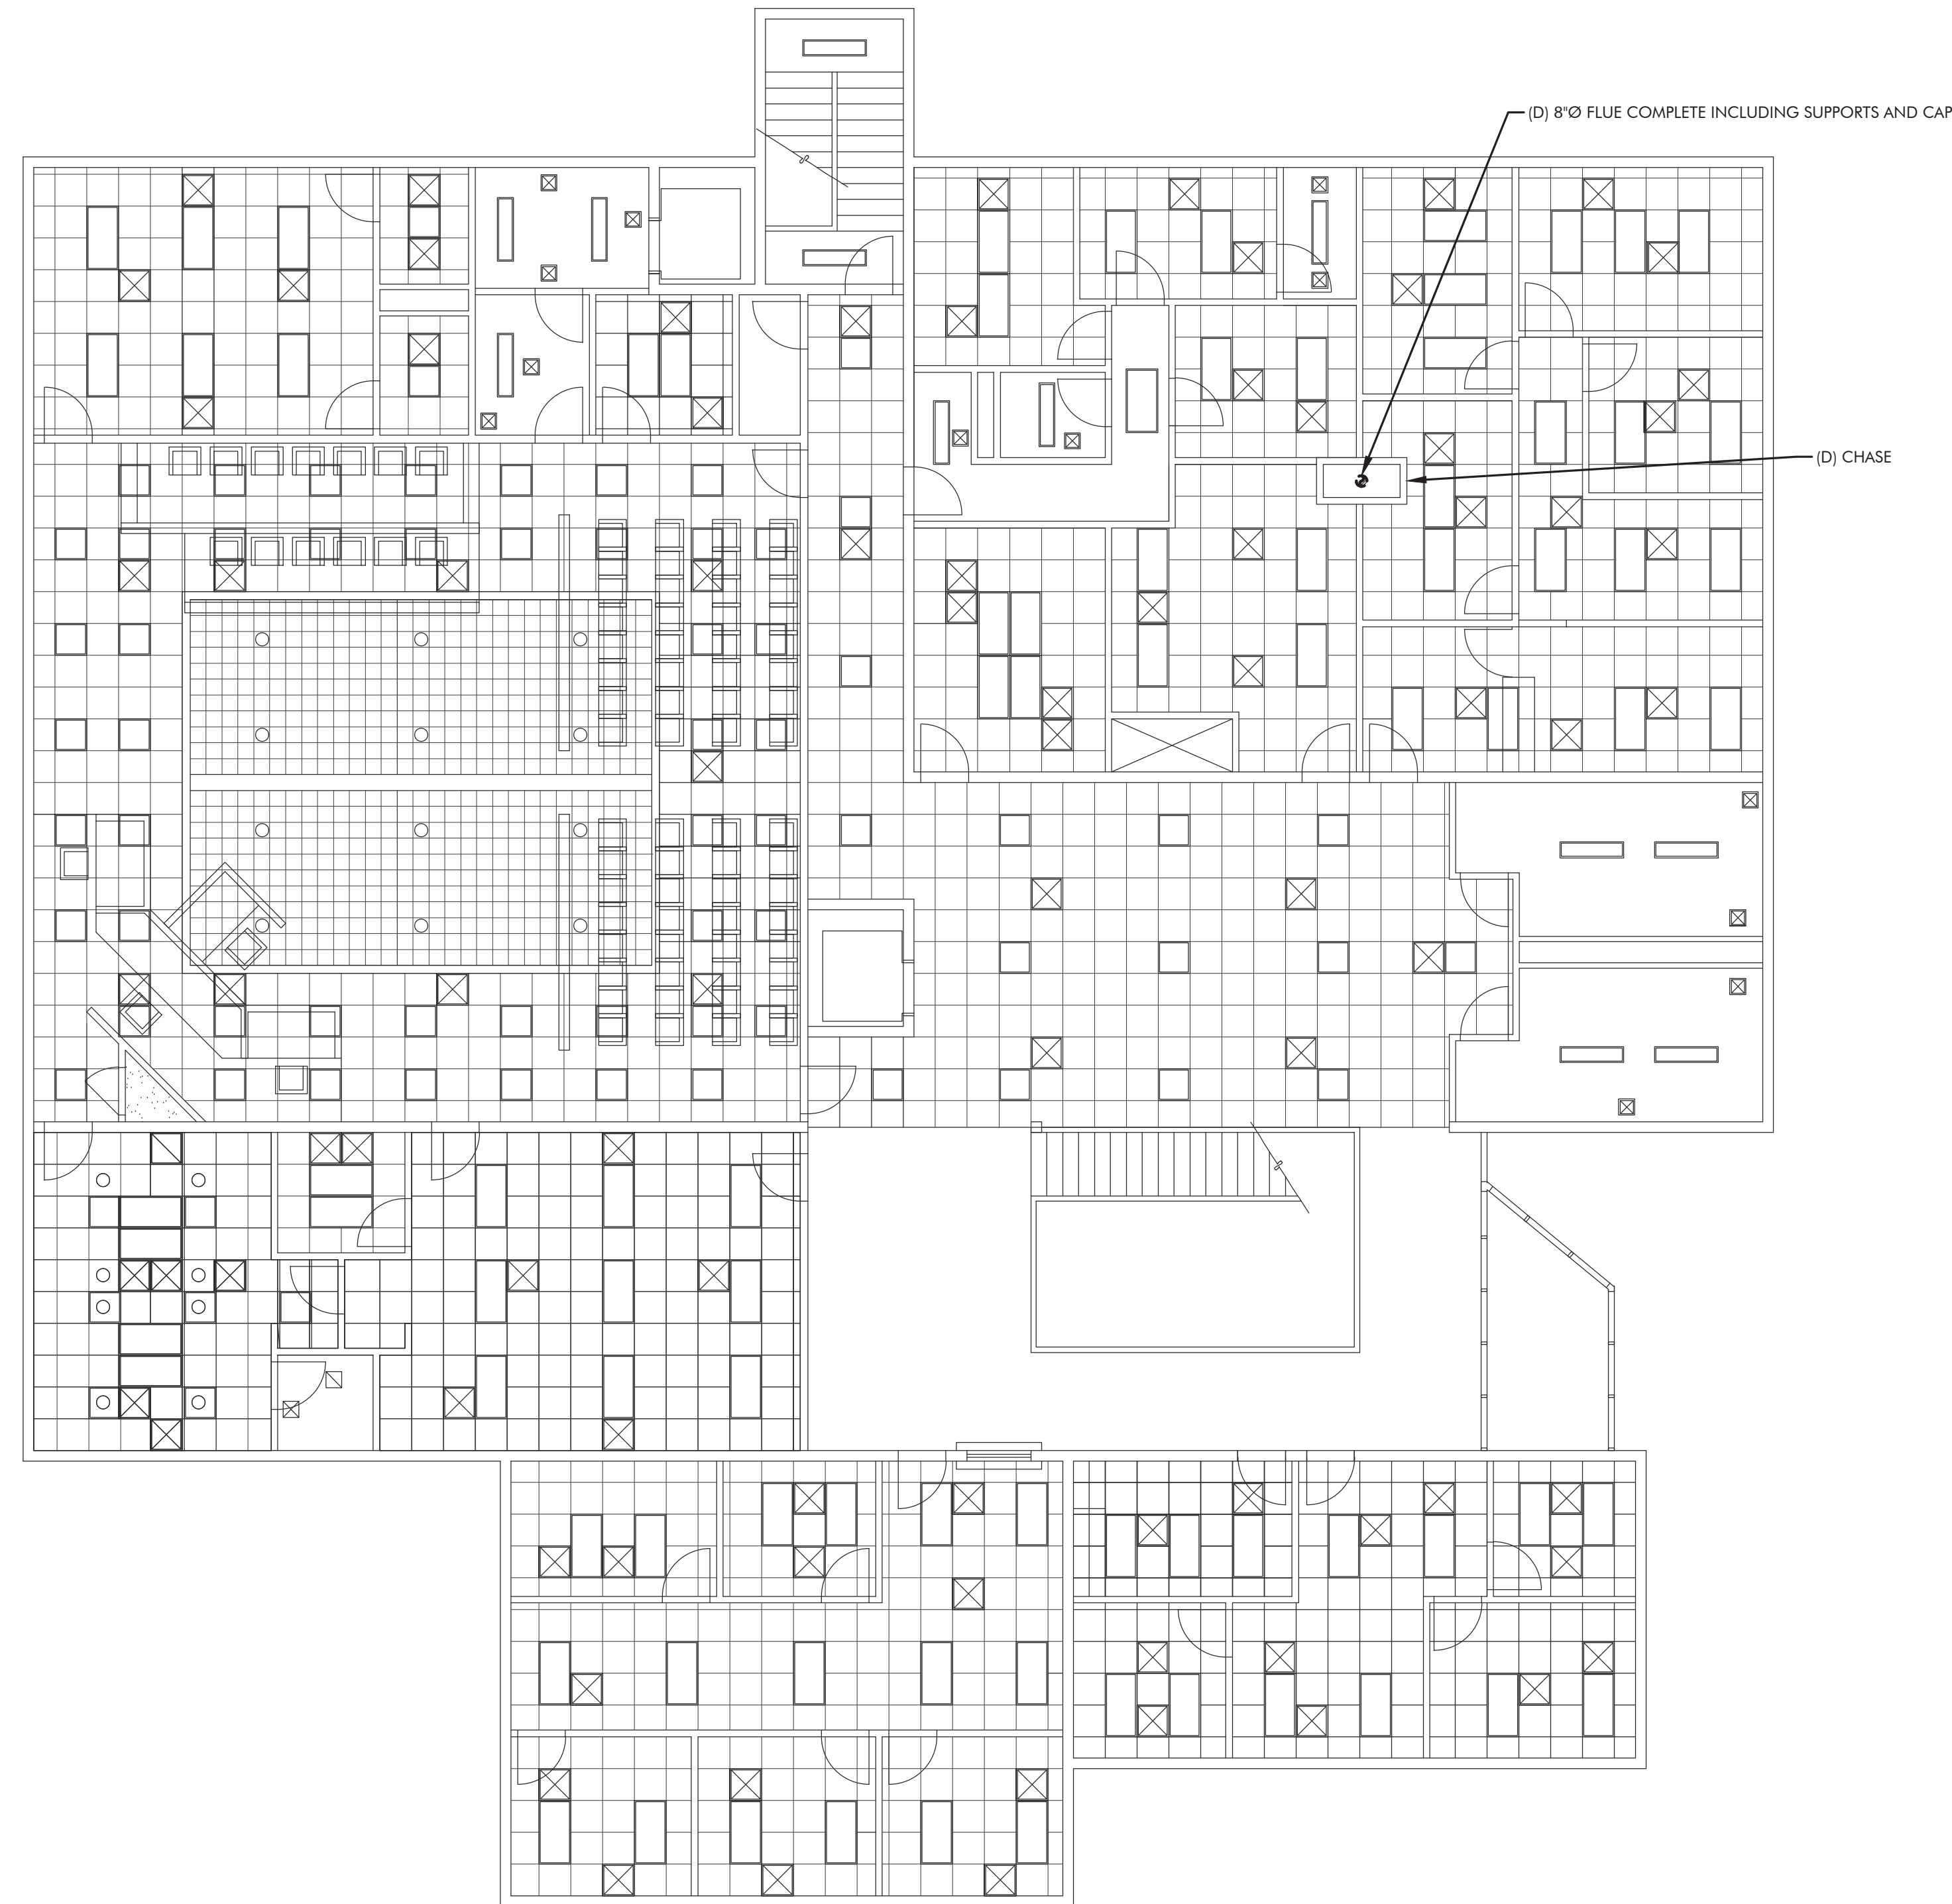 (D) 8"Ø FLUE COMPLETE INCLUDING SUPPORTS AND CAP
(D) CHASE